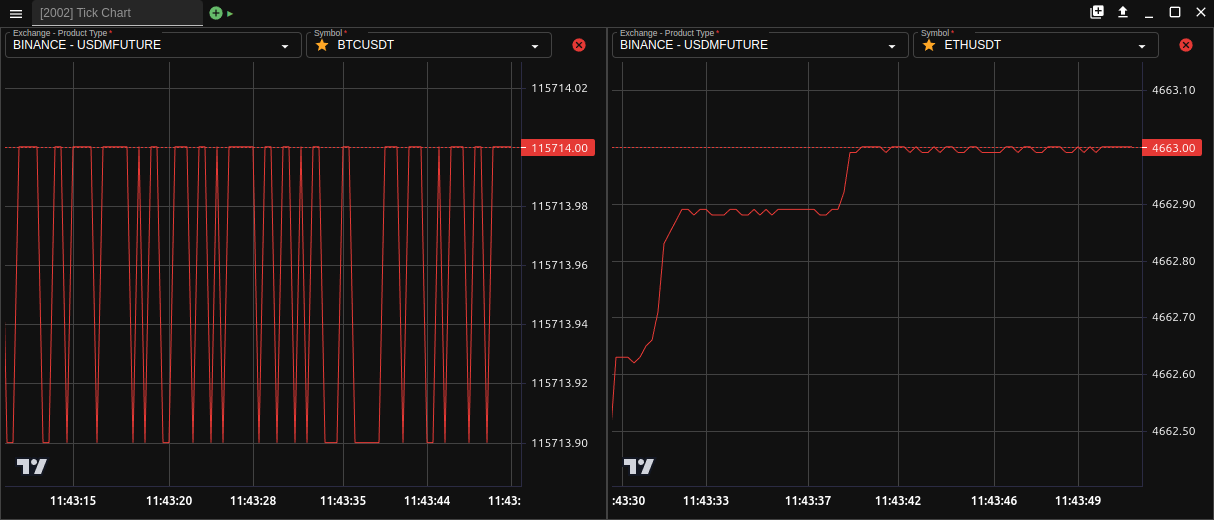 [2002] Tick Chart
Exchange - Product Type *
BINANCE - USDMFUTURE
Symbol *
BTCUSDT
115714.02
115714.00
115713.98
115713.96
115713.94
115713.92
115713.90
11:43:15 11:43:20 11:43:28 11:43:35 11:43:44 11:43:
Exchange - Product Type *
BINANCE - USDMFUTURE
Symbol *
ETHUSDT
4663.10
4663.00
4662.90
4662.80
4662.70
4662.60
4662.50
:43:30 11:43:33 11:43:37 11:43:42 11:43:46 11:43:49